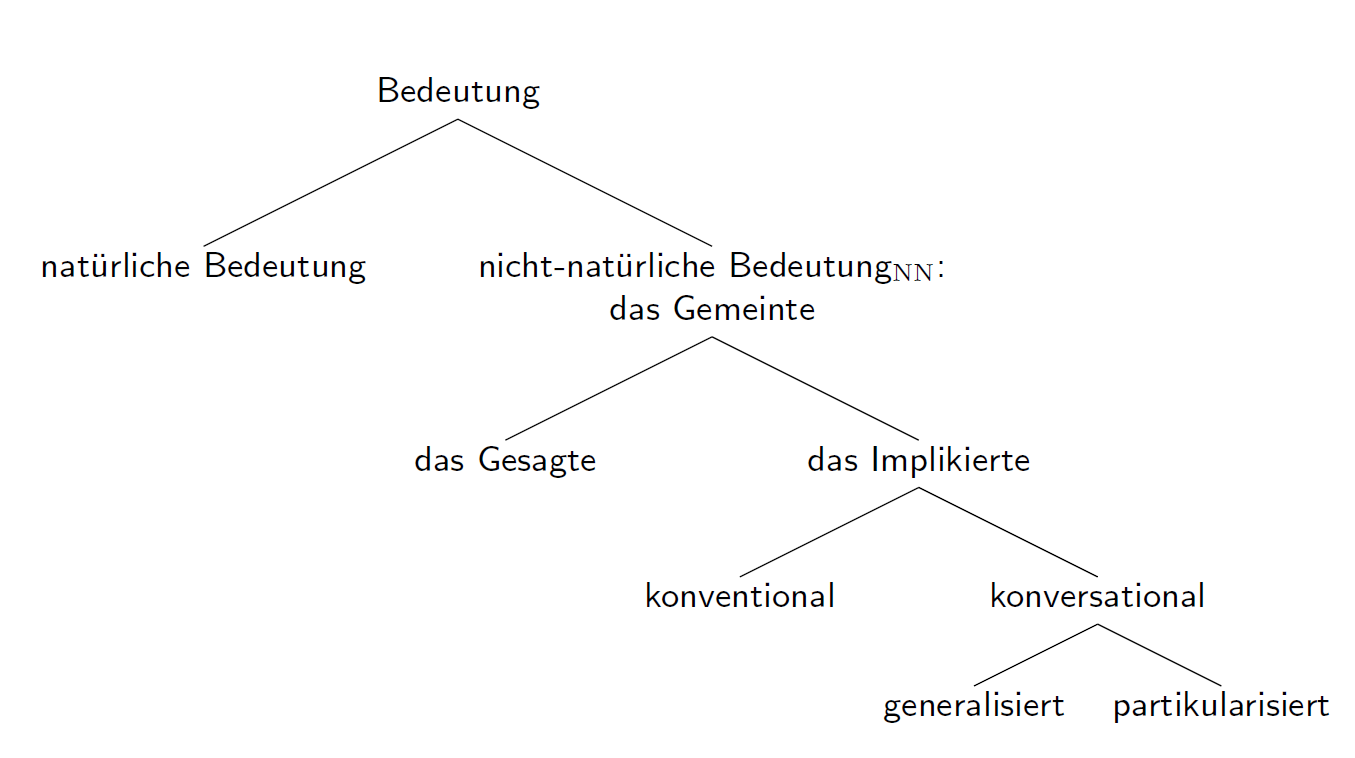 Bedeutung
natürliche Bedeutung
nicht-natürliche Bedeutung_NN:
das Gemeinte
das Gesagte
das Implikierte
konventional
konversational
generalisiert
partikularisiert